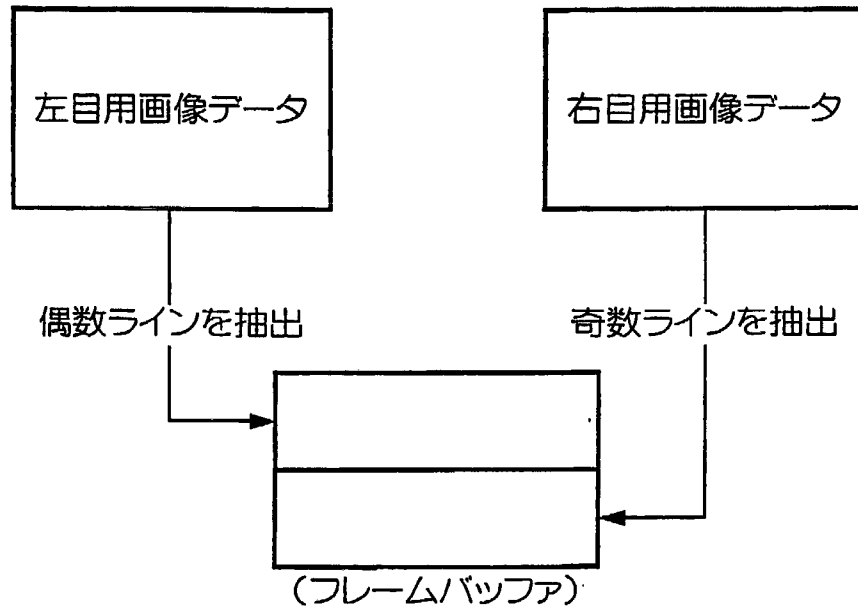 左目用画像データ
右目用画像データ
偶数ラインを抽出
奇数ラインを抽出
(フレームバッファ)